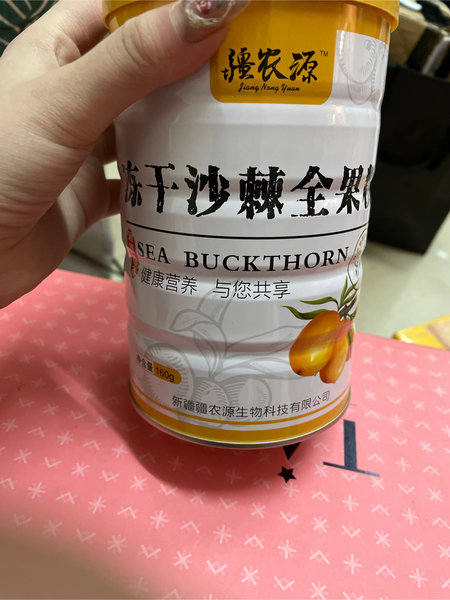 疆农源 TM
Jiang Nong Yuan
冻干沙棘全果
SEA BUCKTHORN
健康营养 与您共享
净含量 160g
新疆疆农源生物科技有限公司